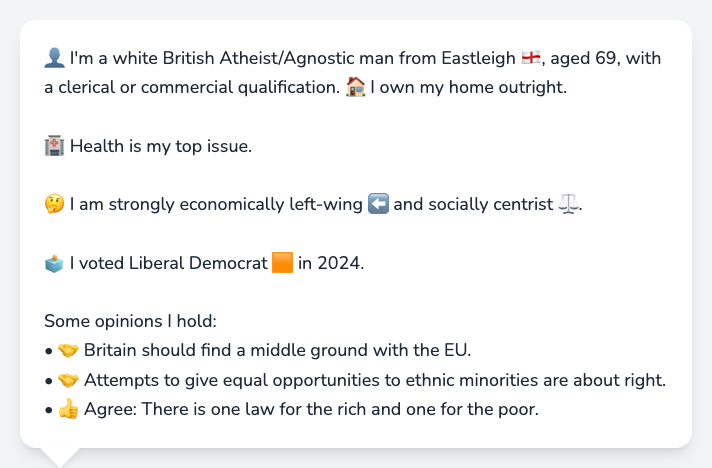 👤 I'm a white British Atheist/Agnostic man from Eastleigh 🏴󠁧󠁢󠁥󠁮󠁧󠁿, aged 69, with
a clerical or commercial qualification. 🏠 I own my home outright.
🏥 Health is my top issue.
🤔 I am strongly economically left-wing ⬅️ and socially centrist ⚖️.
🗳️ I voted Liberal Democrat 🟧 in 2024.
Some opinions I hold:
• 🤝 Britain should find a middle ground with the EU.
• 🤝 Attempts to give equal opportunities to ethnic minorities are about right.
• 👍 Agree: There is one law for the rich and one for the poor.